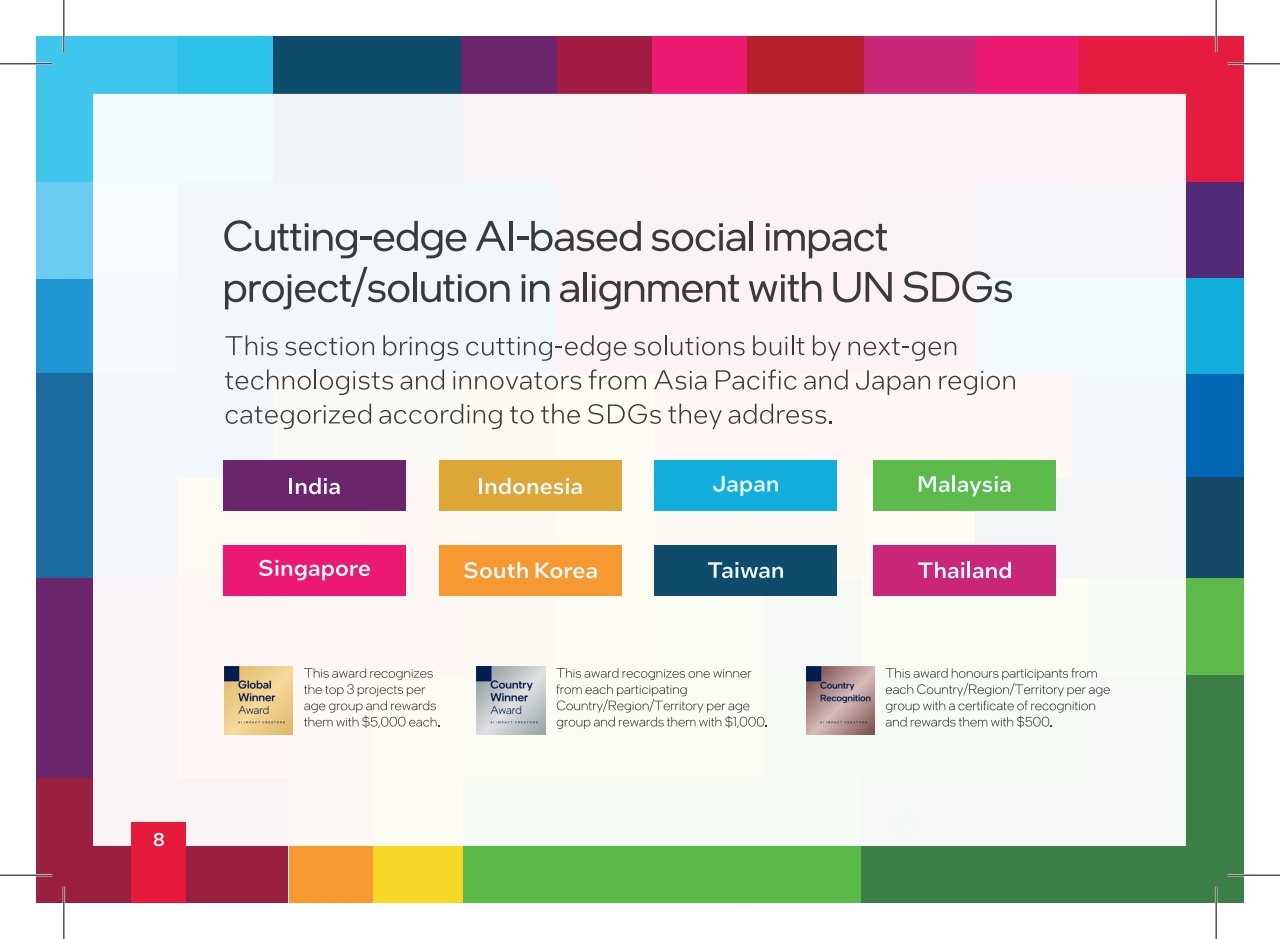 Cutting-edge AI-based social impact
project/solution in alignment with UN SDGs
This section brings cutting-edge solutions built by next-gen
technologists and innovators from Asia Pacific and Japan region
categorized according to the SDGs they address.
India
Indonesia
Japan
Malaysia
Singapore
South Korea
Taiwan
Thailand
Global
Winner
Award
AI IMPACT CREATORS
This award recognizes
the top 3 projects per
age group and rewards
them with $5,000 each.
Country
Winner
Award
AI IMPACT CREATORS
This award recognizes one winner
from each participating
Country/Region/Territory per age
group and rewards them with $1,000.
Country
Recognition
AI IMPACT CREATORS
This award honours participants from
each Country/Region/Territory per age
group with a certificate of recognition
and rewards them with $500.
8